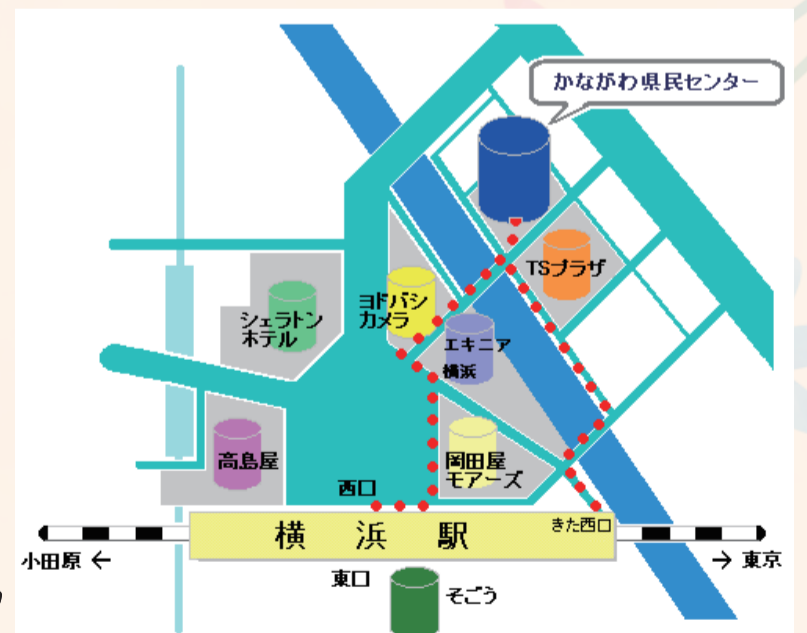 かながわ県民センター
TSプラザ
ヨドバシ
カメラ
シェラトン
ホテル
エキニア
横浜
高島屋
岡田屋
モアーズ
西口
きた西口
横浜駅
小田原 ←
→ 東京
東口
そごう